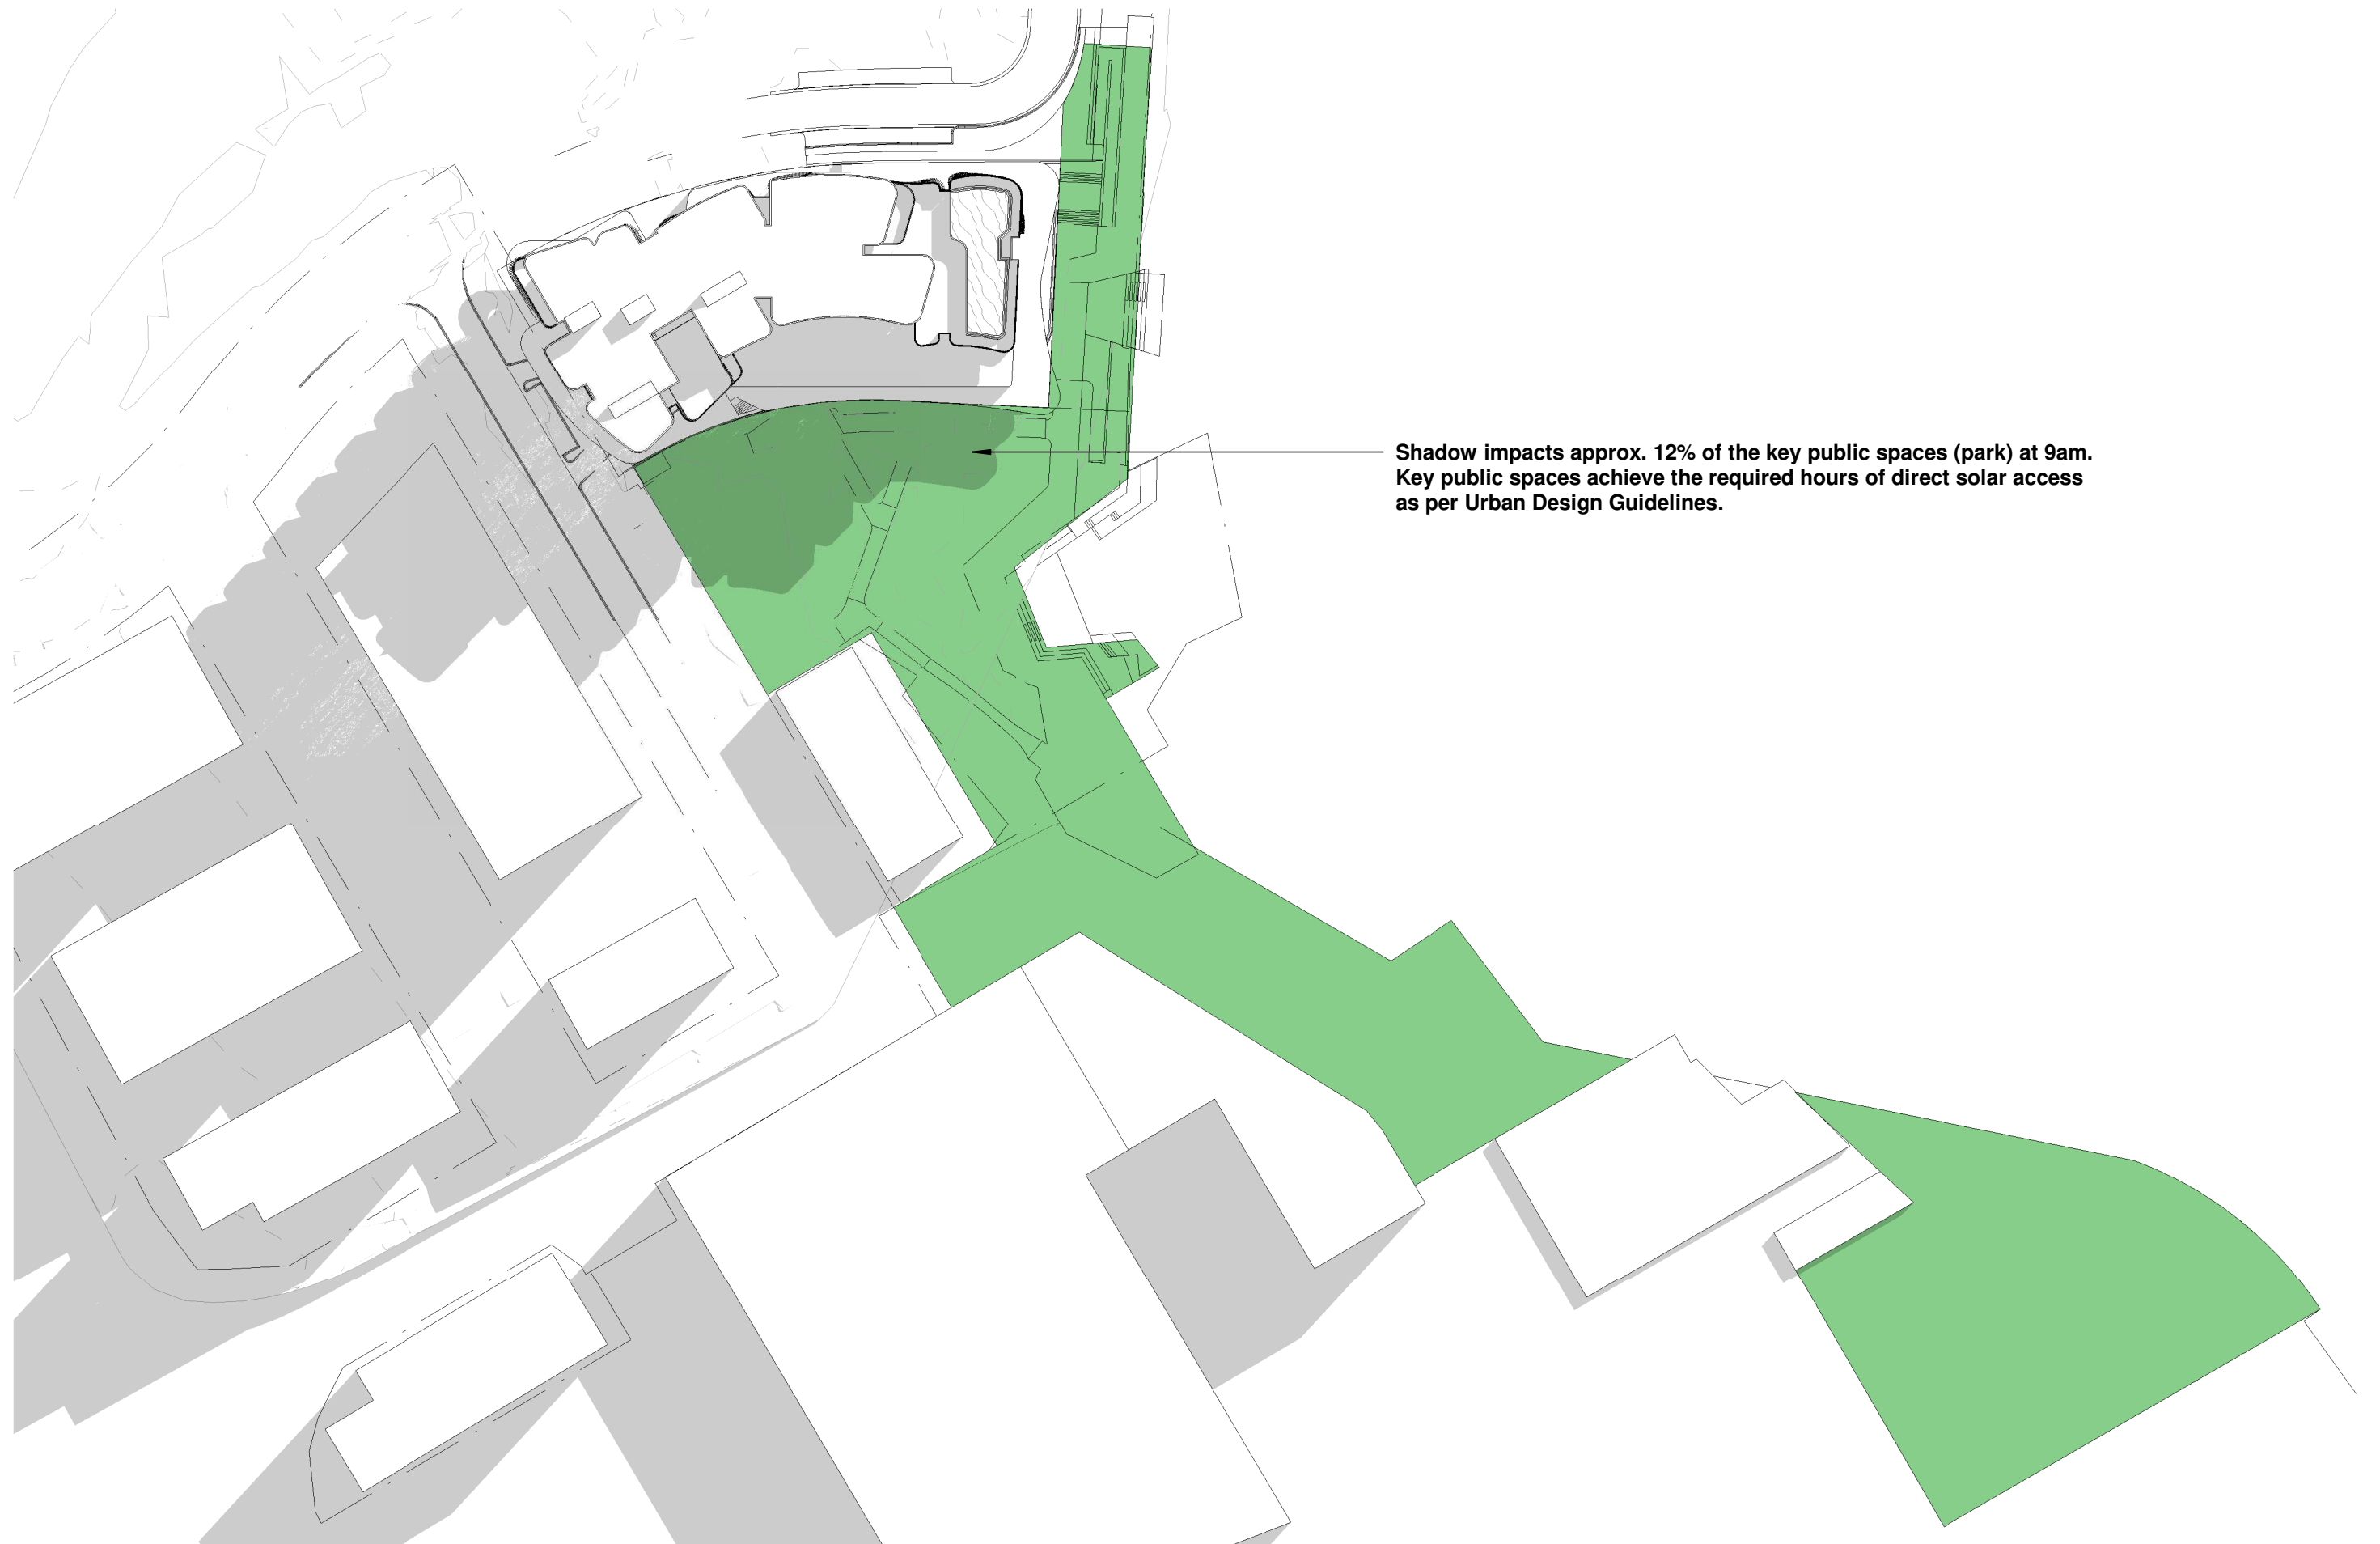 Shadow impacts approx. 12% of the key public spaces (park) at 9am.
Key public spaces achieve the required hours of direct solar access
as per Urban Design Guidelines.